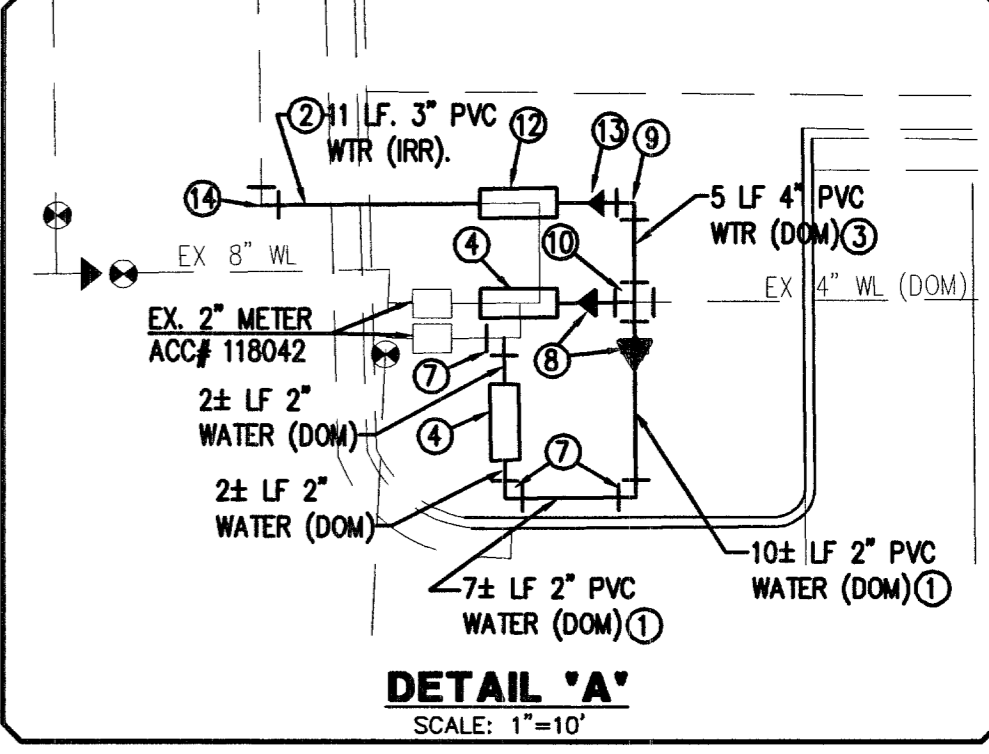 ② 11 LF. 3" PVC
WTR (IRR).
⑫
⑬
⑨
⑭
5 LF 4" PVC
WTR (DOM) ③
EX 8" WL
④
⑩
EX 4" WL (DOM)
EX. 2" METER
ACC# 118042
⑧
⑦
2± LF 2"
WATER (DOM)
④
⑦
2± LF 2"
WATER (DOM)
10± LF 2" PVC
WATER (DOM) ①
7± LF 2" PVC
WATER (DOM) ①
DETAIL "A"
SCALE: 1"=10'